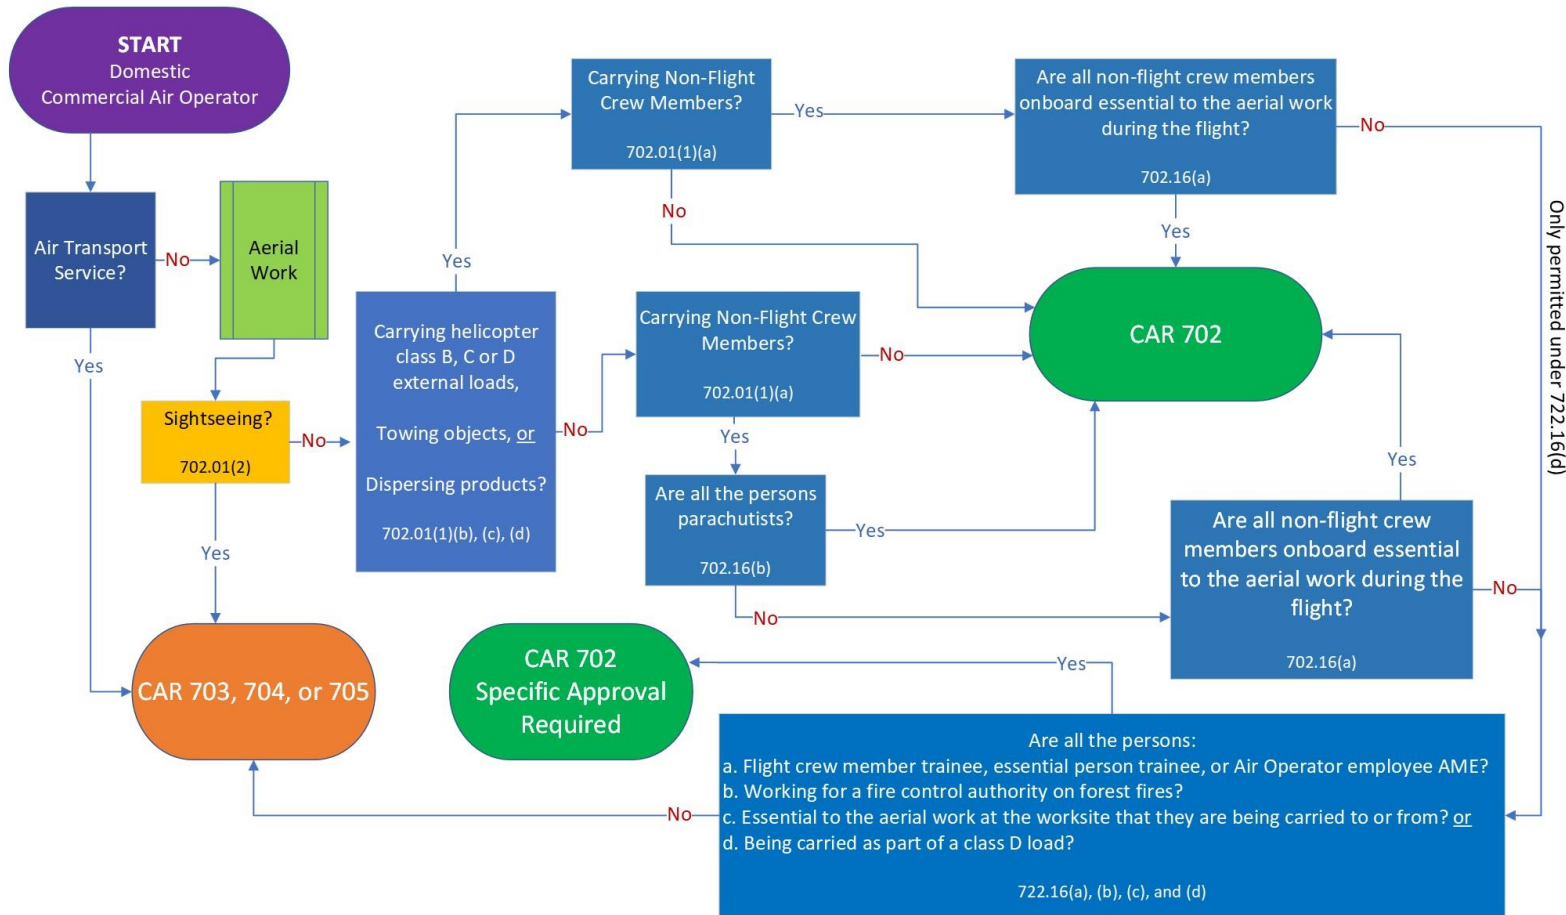 START
Domestic
Commercial Air Operator
Air Transport
Service?
No
Aerial
Work
Yes
Sightseeing?
702.01(2)
No
Yes
Carrying helicopter
class B, C or D
external loads,
Towing objects, or
Dispersing products?
702.01(1)(b), (c), (d)
Yes
No
Carrying Non-Flight
Crew Members?
702.01(1)(a)
Yes
No
Are all non-flight crew members
onboard essential to the aerial work
during the flight?
702.16(a)
No
Yes
Only permitted under 722.16(d)
Carrying Non-Flight Crew
Members?
702.01(1)(a)
No
Yes
CAR 702
Are all the persons
parachutists?
702.16(b)
Yes
No
Are all non-flight crew
members onboard essential
to the aerial work during the
flight?
702.16(a)
Yes
No
CAR 703, 704, or 705
CAR 702
Specific Approval
Required
Yes
Are all the persons:
a. Flight crew member trainee, essential person trainee, or Air Operator employee AME?
b. Working for a fire control authority on forest fires?
c. Essential to the aerial work at the worksite that they are being carried to or from? or
d. Being carried as part of a class D load?
722.16(a), (b), (c), and (d)
No